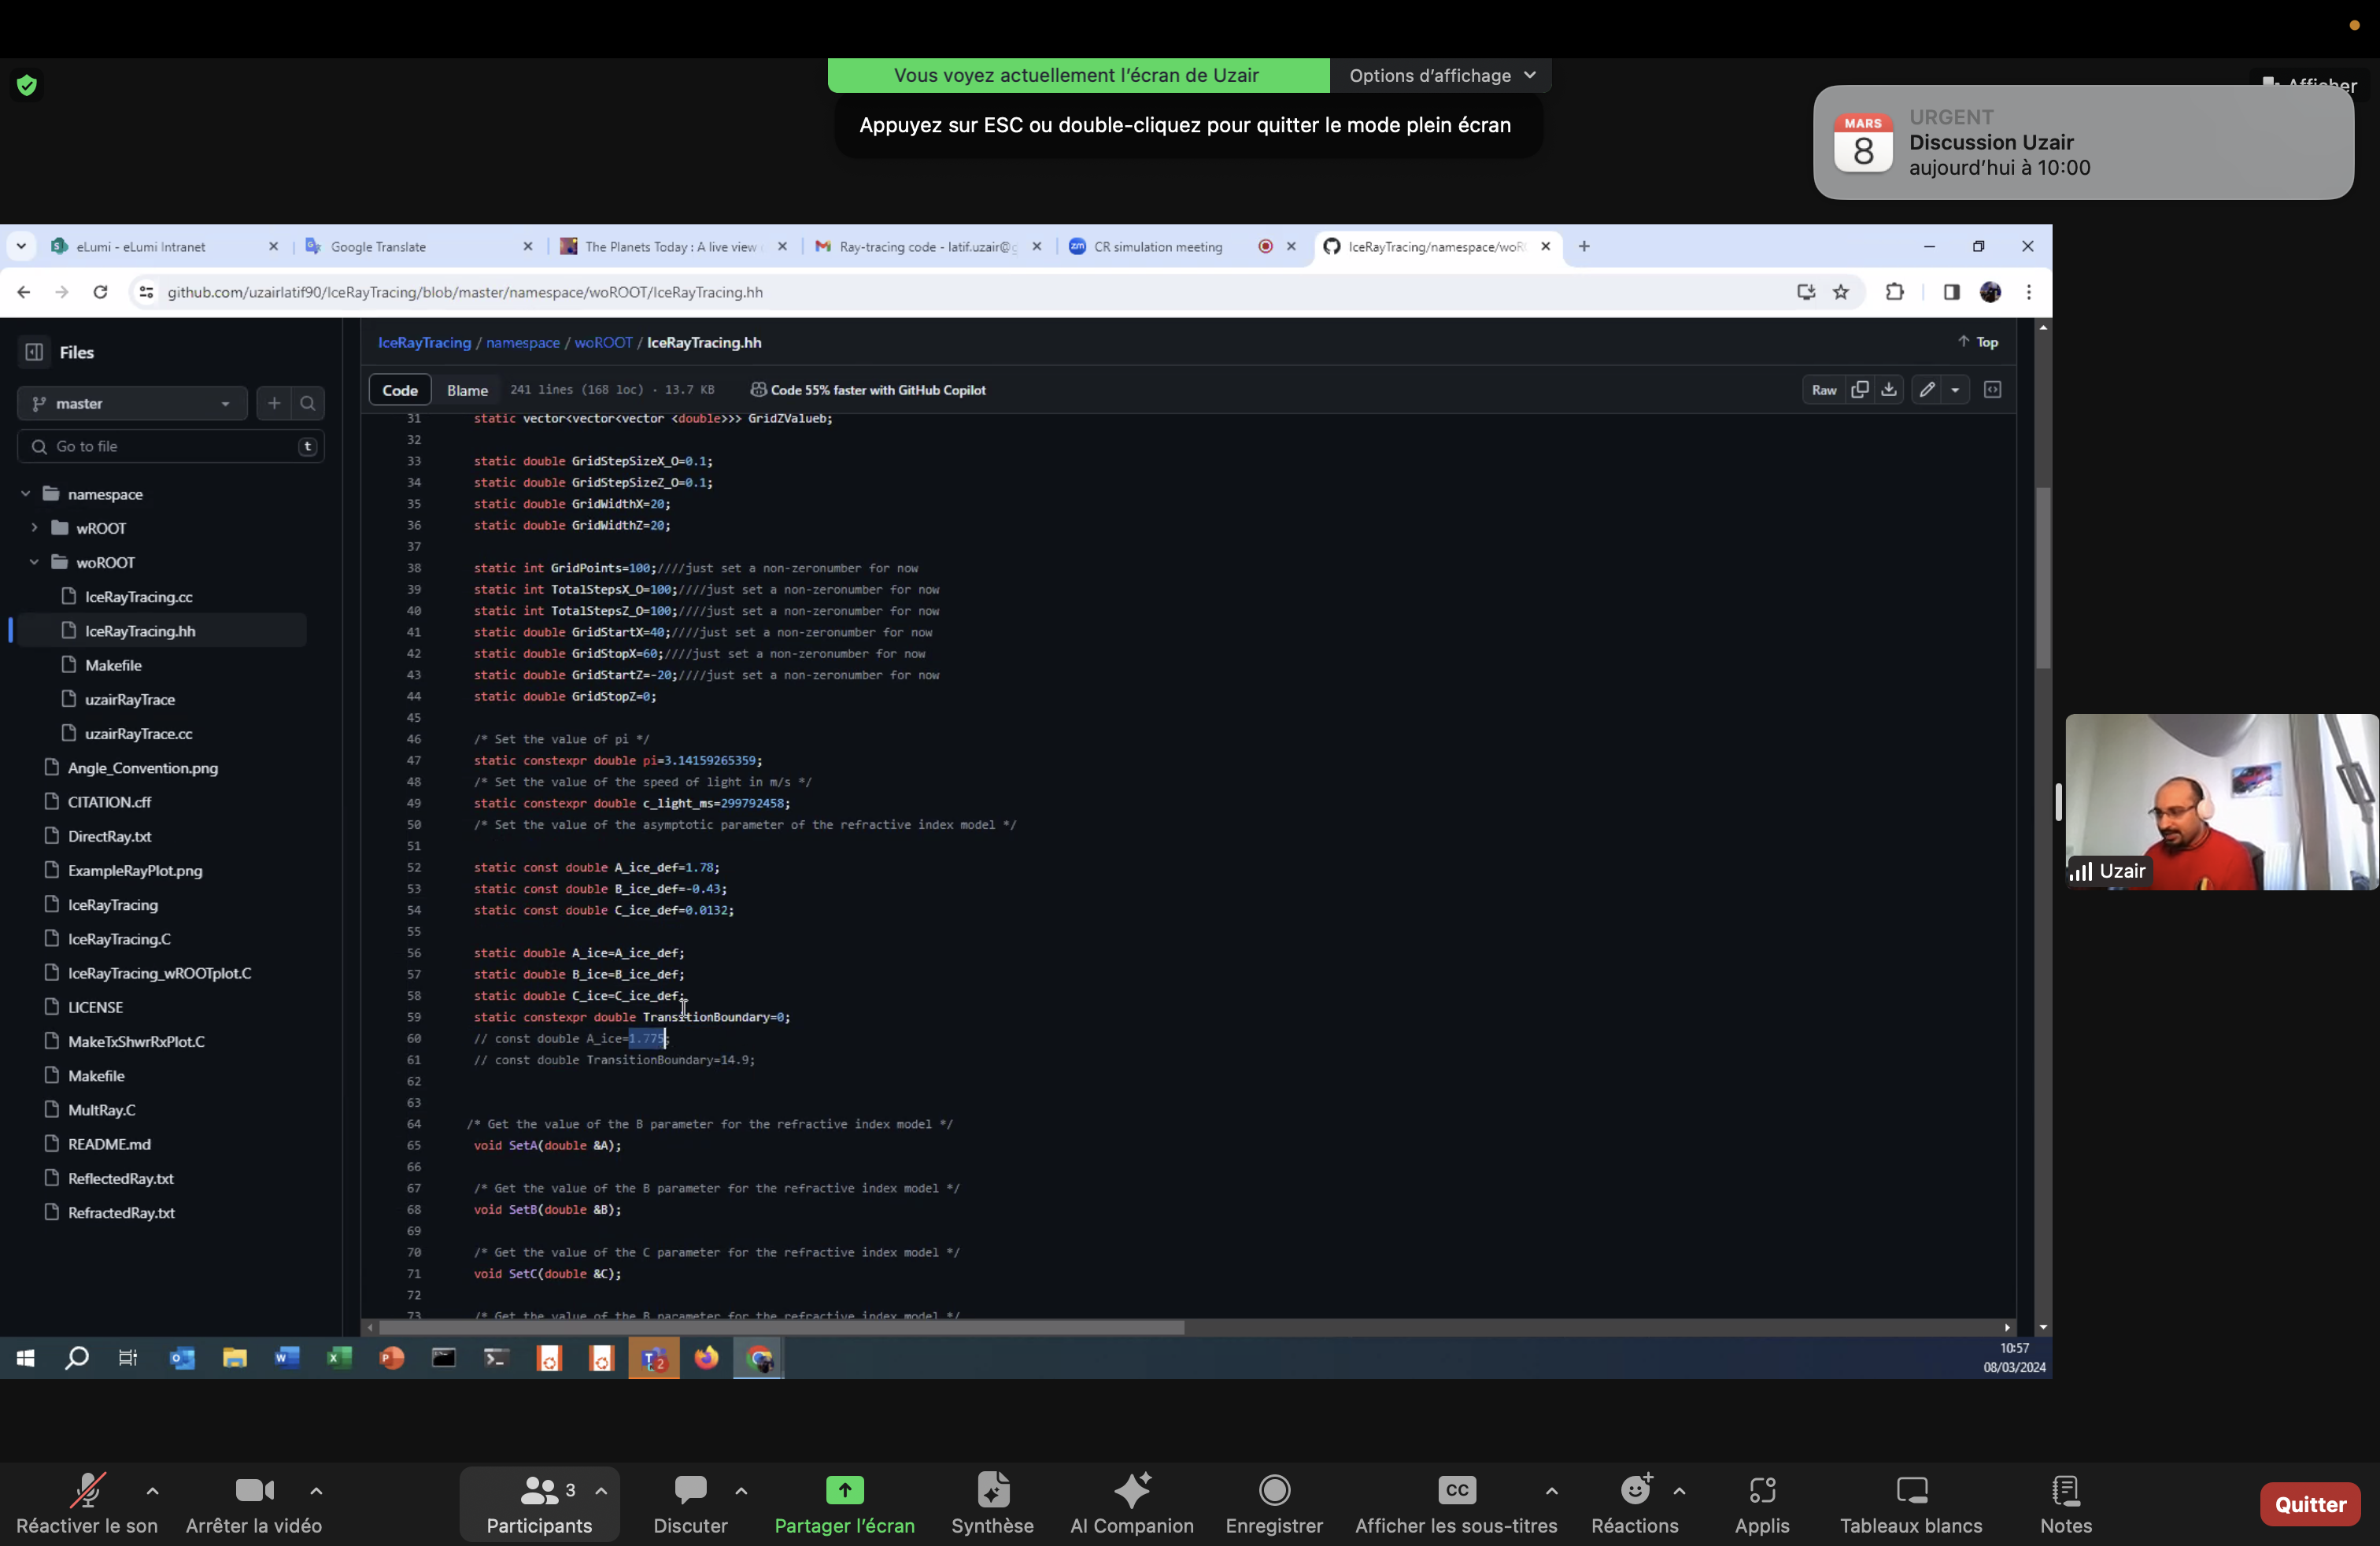 Vous voyez actuellement l'écran de Uzair
Options d'affichage
Appuyez sur ESC ou double-cliquez pour quitter le mode plein écran
Afficher
MARS
8
URGENT
Discussion Uzair
aujourd'hui à 10:00
eLumi - eLumi Intranet
Google Translate
The Planets Today : A live view
Ray-tracing code - latif.uzair@g
CR simulation meeting
IceRayTracing/namespace/woR
github.com/uzairlatif90/IceRayTracing/blob/master/namespace/woROOT/IceRayTracing.hh
Files
master
Go to file
t
namespace
wROOT
woROOT
IceRayTracing.cc
IceRayTracing.hh
Makefile
uzairRayTrace
uzairRayTrace.cc
Angle_Convention.png
CITATION.cff
DirectRay.txt
ExampleRayPlot.png
IceRayTracing
IceRayTracing.C
IceRayTracing_wROOTplot.C
LICENSE
MakeTxShwrRxPlot.C
Makefile
MultRay.C
README.md
ReflectedRay.txt
RefractedRay.txt
IceRayTracing / namespace / woROOT / IceRayTracing.hh
Top
Code
Blame
241 lines (168 loc) · 13.7 KB
Code 55% faster with GitHub Copilot
Raw
31 static vector<vector<vector <double>>> GridZValueb;
32
33 static double GridStepSizeX_O=0.1;
34 static double GridStepSizeZ_O=0.1;
35 static double GridWidthX=20;
36 static double GridWidthZ=20;
37
38 static int GridPoints=100;////just set a non-zeronumber for now
39 static int TotalStepsX_O=100;////just set a non-zeronumber for now
40 static int TotalStepsZ_O=100;////just set a non-zeronumber for now
41 static double GridStartX=40;////just set a non-zeronumber for now
42 static double GridStopX=60;////just set a non-zeronumber for now
43 static double GridStartZ=-20;////just set a non-zeronumber for now
44 static double GridStopZ=0;
45
46 /* Set the value of pi */
47 static constexpr double pi=3.14159265359;
48 /* Set the value of the speed of light in m/s */
49 static constexpr double c_light_ms=299792458;
50 /* Set the value of the asymptotic parameter of the refractive index model */
51
52 static const double A_ice_def=1.78;
53 static const double B_ice_def=-0.43;
54 static const double C_ice_def=0.0132;
55
56 static double A_ice=A_ice_def;
57 static double B_ice=B_ice_def;
58 static double C_ice=C_ice_def;
59 static constexpr double TransitionBoundary=0;
60 // const double A_ice=1.775;
61 // const double TransitionBoundary=14.9;
62
63
64 /* Get the value of the B parameter for the refractive index model */
65 void SetA(double &A);
66
67 /* Get the value of the B parameter for the refractive index model */
68 void SetB(double &B);
69
70 /* Get the value of the C parameter for the refractive index model */
71 void SetC(double &C);
72
73 /* Get the value of the B parameter for the refractive index model */
Uzair
10:57
08/03/2024
Réactiver le son
Arrêter la vidéo
3
Participants
Discuter
Partager l'écran
Synthèse
AI Companion
Enregistrer
CC
Afficher les sous-titres
Réactions
Applis
Tableaux blancs
Notes
Quitter